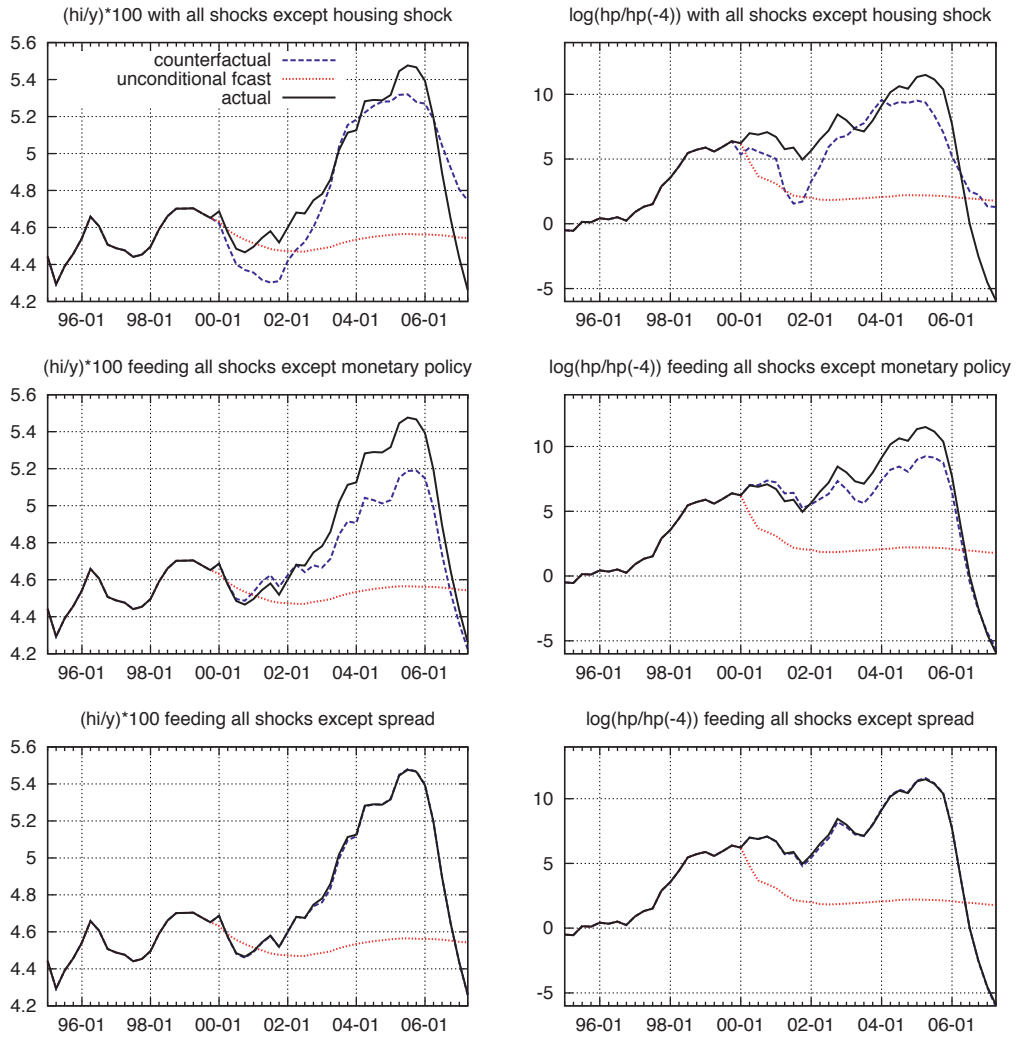 (hi/y)*100 with all shocks except housing shock
5.6
5.4
5.2
5
4.8
4.6
4.4
4.2
counterfactual
unconditional fcast
actual
96-01 98-01 00-01 02-01 04-01 06-01
log(hp/hp(-4)) with all shocks except housing shock
10
5
0
-5
96-01 98-01 00-01 02-01 04-01 06-01
(hi/y)*100 feeding all shocks except monetary policy
5.6
5.4
5.2
5
4.8
4.6
4.4
4.2
96-01 98-01 00-01 02-01 04-01 06-01
log(hp/hp(-4)) feeding all shocks except monetary policy
10
5
0
-5
96-01 98-01 00-01 02-01 04-01 06-01
(hi/y)*100 feeding all shocks except spread
5.6
5.4
5.2
5
4.8
4.6
4.4
4.2
96-01 98-01 00-01 02-01 04-01 06-01
log(hp/hp(-4)) feeding all shocks except spread
10
5
0
-5
96-01 98-01 00-01 02-01 04-01 06-01